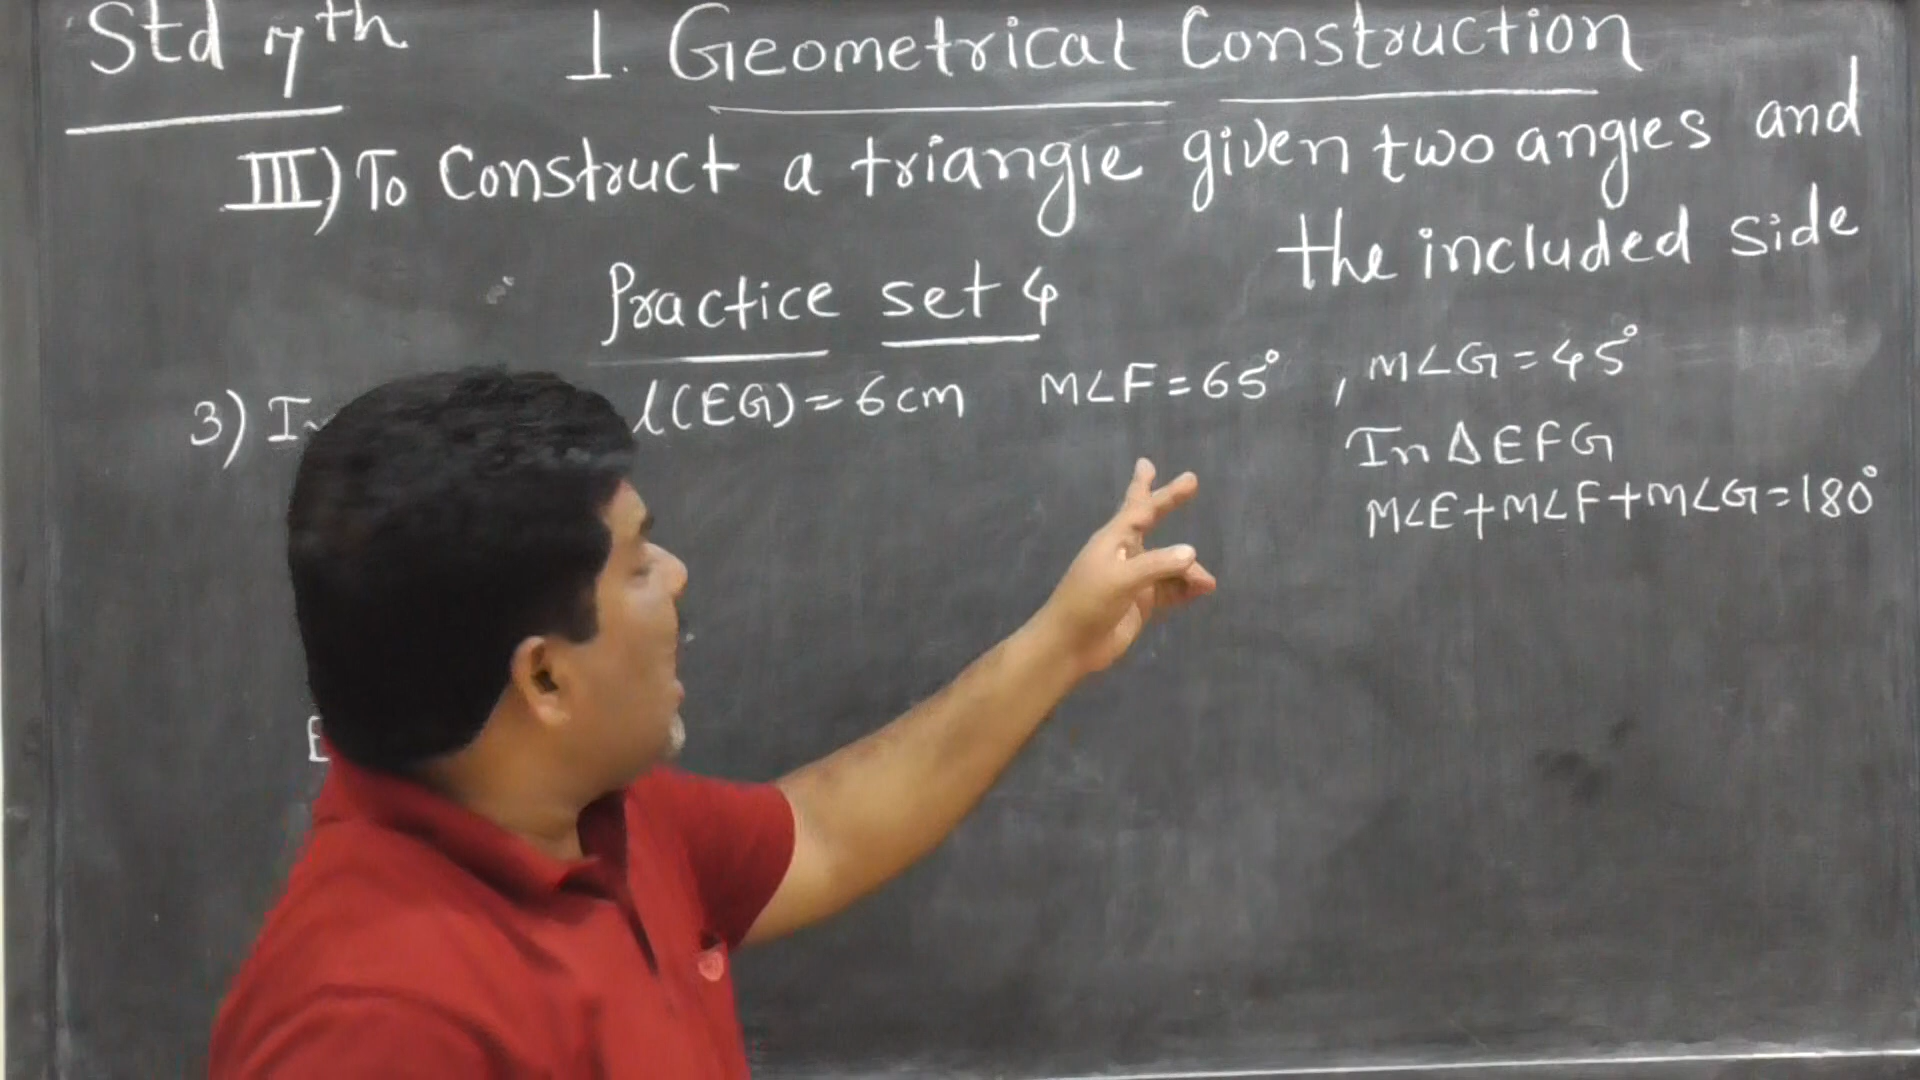 Std 7th 1. Geometrical Construction
III) To Construct a triangle given two angles and
the included side
Practice set 4
3) l(EG) = 6cm M∠F = 65° , M∠G = 45°
In ΔEFG
M∠E + M∠F + M∠G = 180°